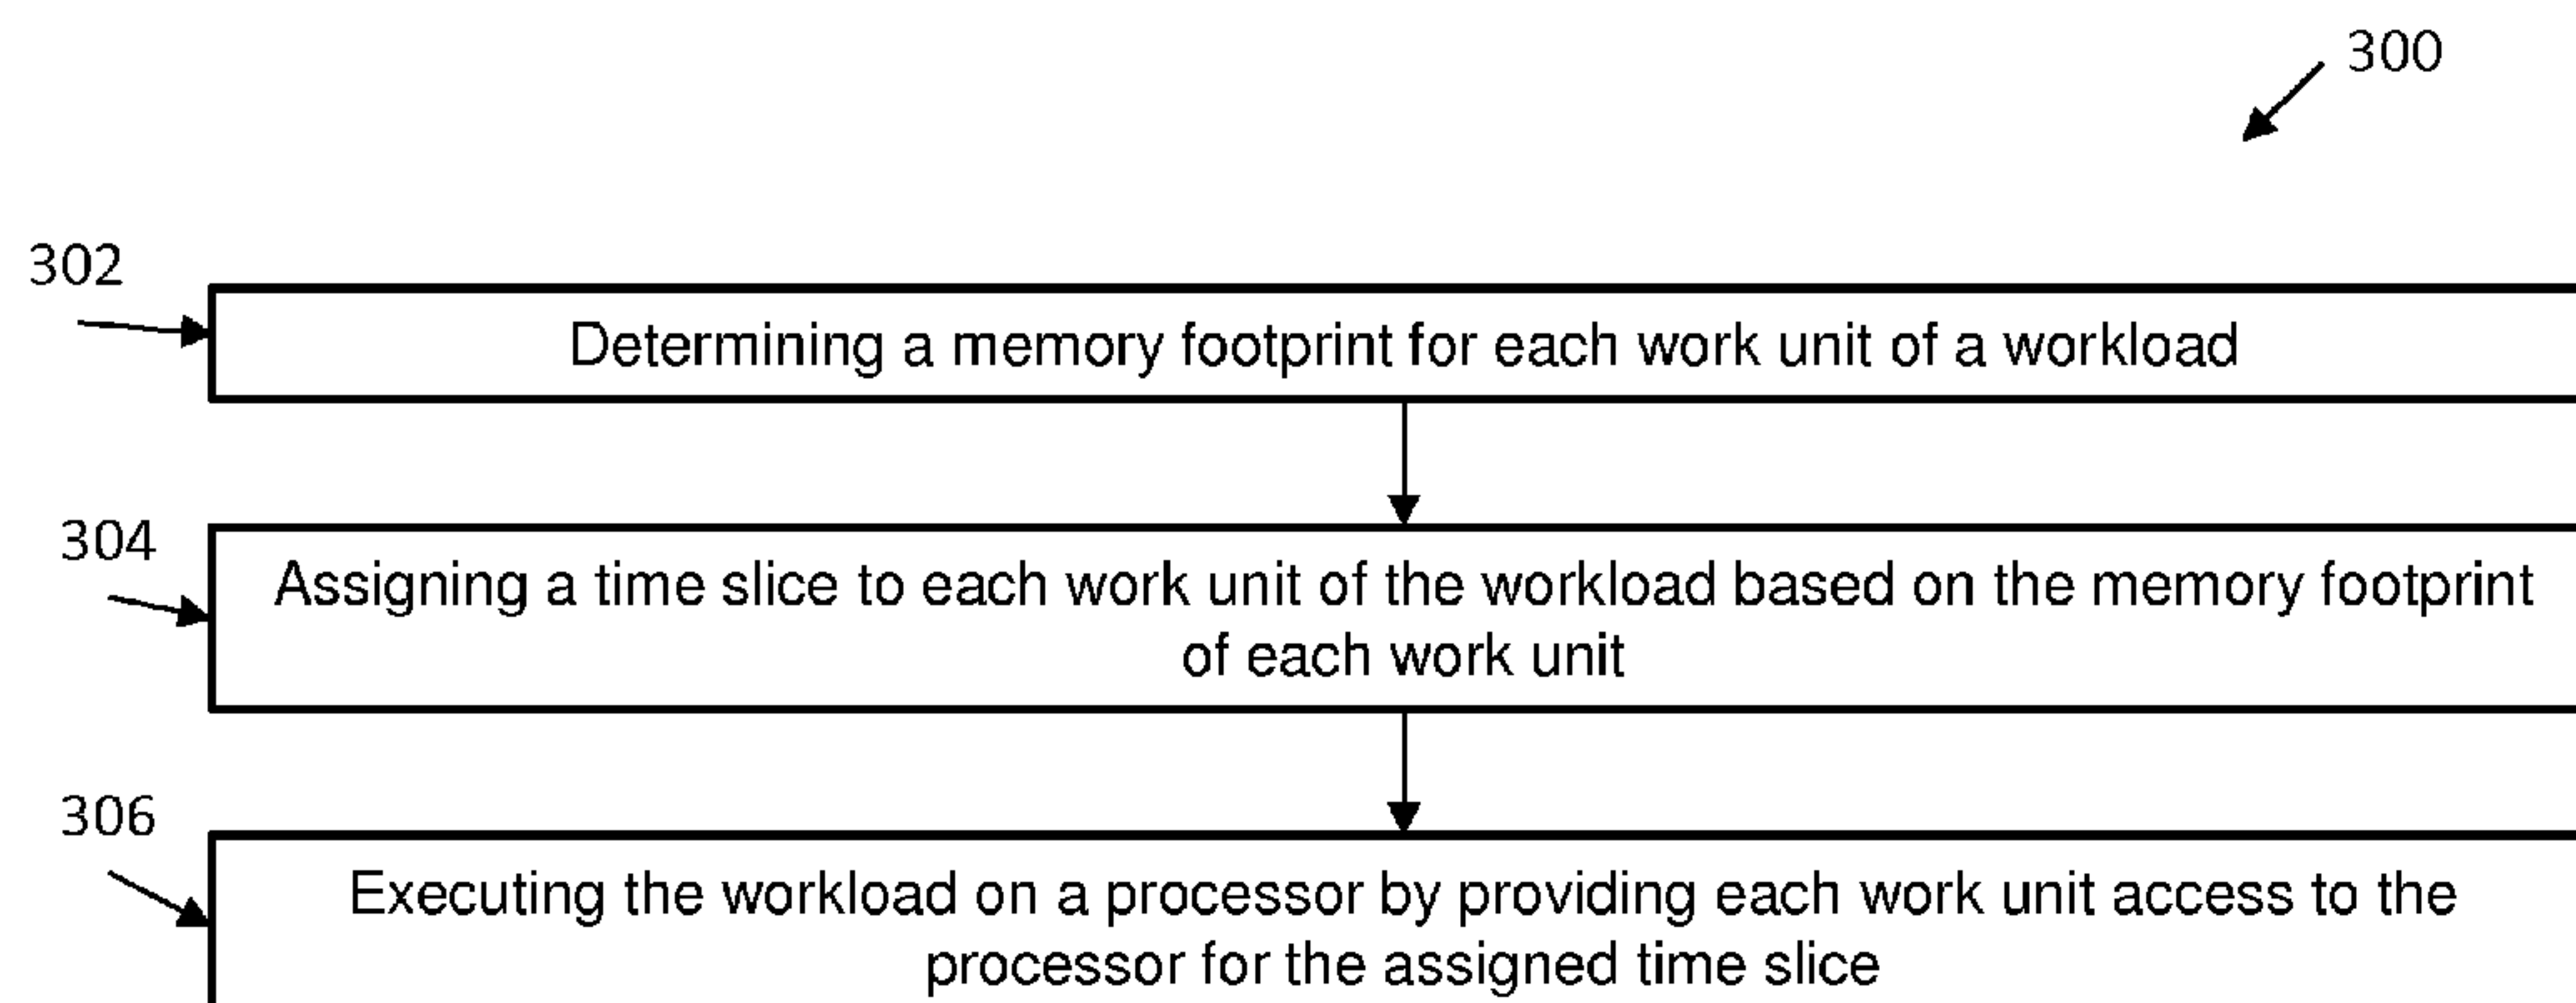 300
302
Determining a memory footprint for each work unit of a workload
304
Assigning a time slice to each work unit of the workload based on the memory footprint
of each work unit
306
Executing the workload on a processor by providing each work unit access to the
processor for the assigned time slice